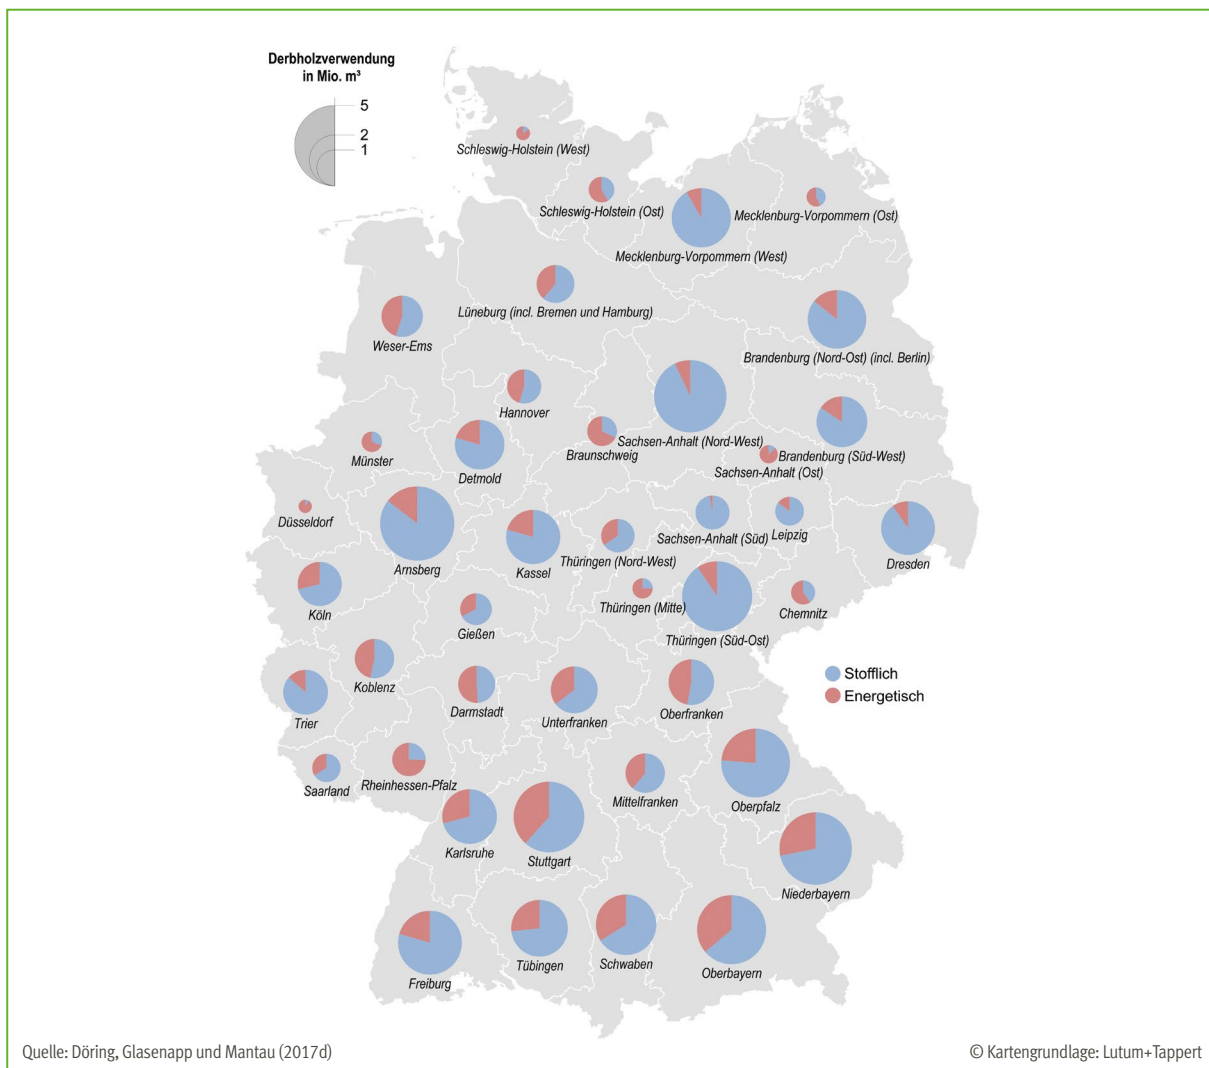 Derbholzverwendung
in Mio. m³
5
2
1
Schleswig-Holstein (West)
Schleswig-Holstein (Ost)
Mecklenburg-Vorpommern (Ost)
Mecklenburg-Vorpommern (West)
Lüneburg (incl. Bremen und Hamburg)
Weser-Ems
Brandenburg (Nord-Ost) (incl. Berlin)
Hannover
Sachsen-Anhalt (Nord-West)
Braunschweig
Brandenburg (Süd-West)
Münster
Detmold
Sachsen-Anhalt (Ost)
Düsseldorf
Arnsberg
Kassel
Thüringen (Nord-West)
Sachsen-Anhalt (Süd)
Leipzig
Dresden
Köln
Gießen
Thüringen (Mitte)
Thüringen (Süd-Ost)
Chemnitz
Koblenz
Stofflich
Energetisch
Trier
Darmstadt
Unterfranken
Oberfranken
Saarland
Rheinhessen-Pfalz
Mittelfranken
Oberpfalz
Karlsruhe
Stuttgart
Niederbayern
Freiburg
Tübingen
Schwaben
Oberbayern
Quelle: Döring, Glasenapp und Mantau (2017d)
© Kartengrundlage: Lutum+Tappert